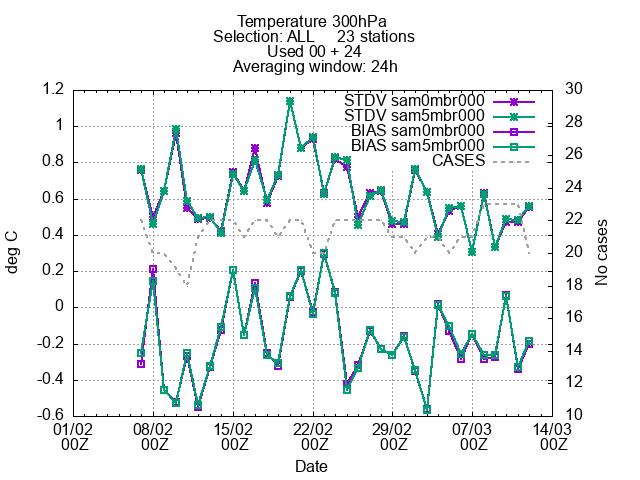 Temperature 300hPa
Selection: ALL     23 stations
Used 00 + 24
Averaging window: 24h
1.2
1
0.8
0.6
0.4
0.2
0
-0.2
-0.4
-0.6
deg C
30
28
26
24
22
20
18
16
14
12
10
No cases
STDV sam0mbr000
STDV sam5mbr000
BIAS sam0mbr000
BIAS sam5mbr000
CASES
01/02 08/02 15/02 22/02 29/02 07/03 14/03
00Z 00Z 00Z 00Z 00Z 00Z 00Z
Date